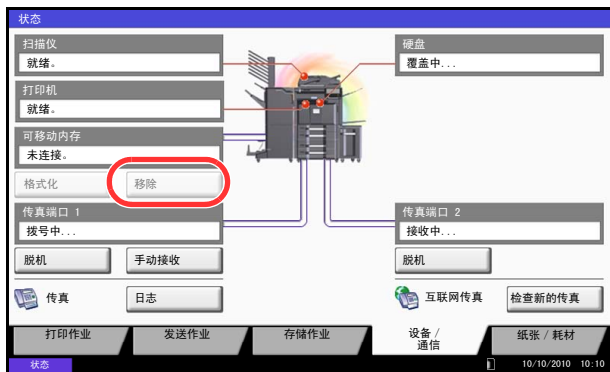 状态
扫描仪
就绪。
硬盘
覆盖中...
打印机
就绪。
可移动内存
未连接。
格式化 移除
传真端口 1
拨号中...
传真端口 2
接收中...
脱机 手动接收
脱机
传真 日志
互联网传真 检查新的传真
打印作业 发送作业 存储作业 设备 /
通信 纸张 / 耗材
状态 10/10/2010 10:10